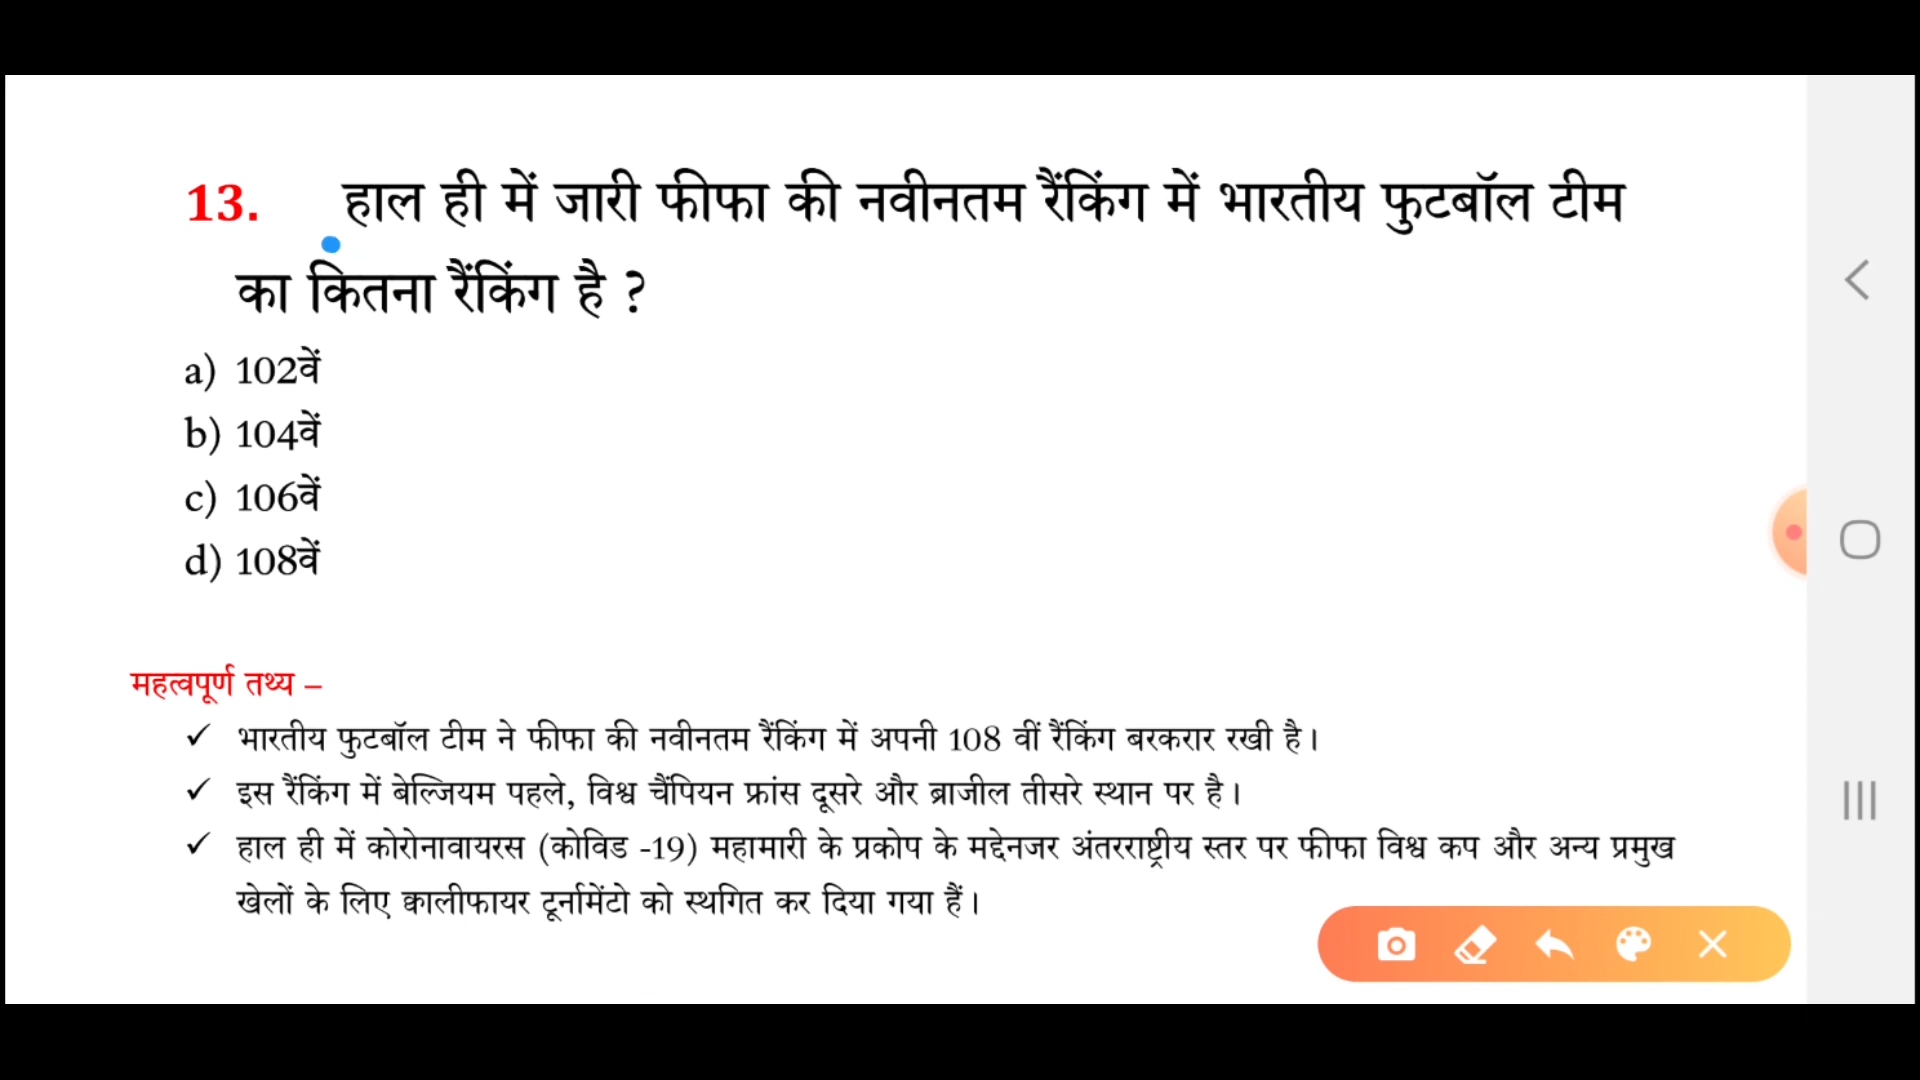 13. हाल ही में जारी फीफा की नवीनतम रैंकिंग में भारतीय फुटबॉल टीम
का कितना रैंकिंग है ?
a) 102वें
b) 104वें
c) 106वें
d) 108वें
महत्वपूर्ण तथ्य –
✓ भारतीय फुटबॉल टीम ने फीफा की नवीनतम रैंकिंग में अपनी 108 वीं रैंकिंग बरकरार रखी है।
✓ इस रैंकिंग में बेल्जियम पहले, विश्व चैंपियन फ्रांस दूसरे और ब्राजील तीसरे स्थान पर है।
✓ हाल ही में कोरोनावायरस (कोविड -19) महामारी के प्रकोप के मद्देनजर अंतरराष्ट्रीय स्तर पर फीफा विश्व कप और अन्य प्रमुख
खेलों के लिए क्वालीफायर टूर्नामेंटो को स्थगित कर दिया गया हैं।